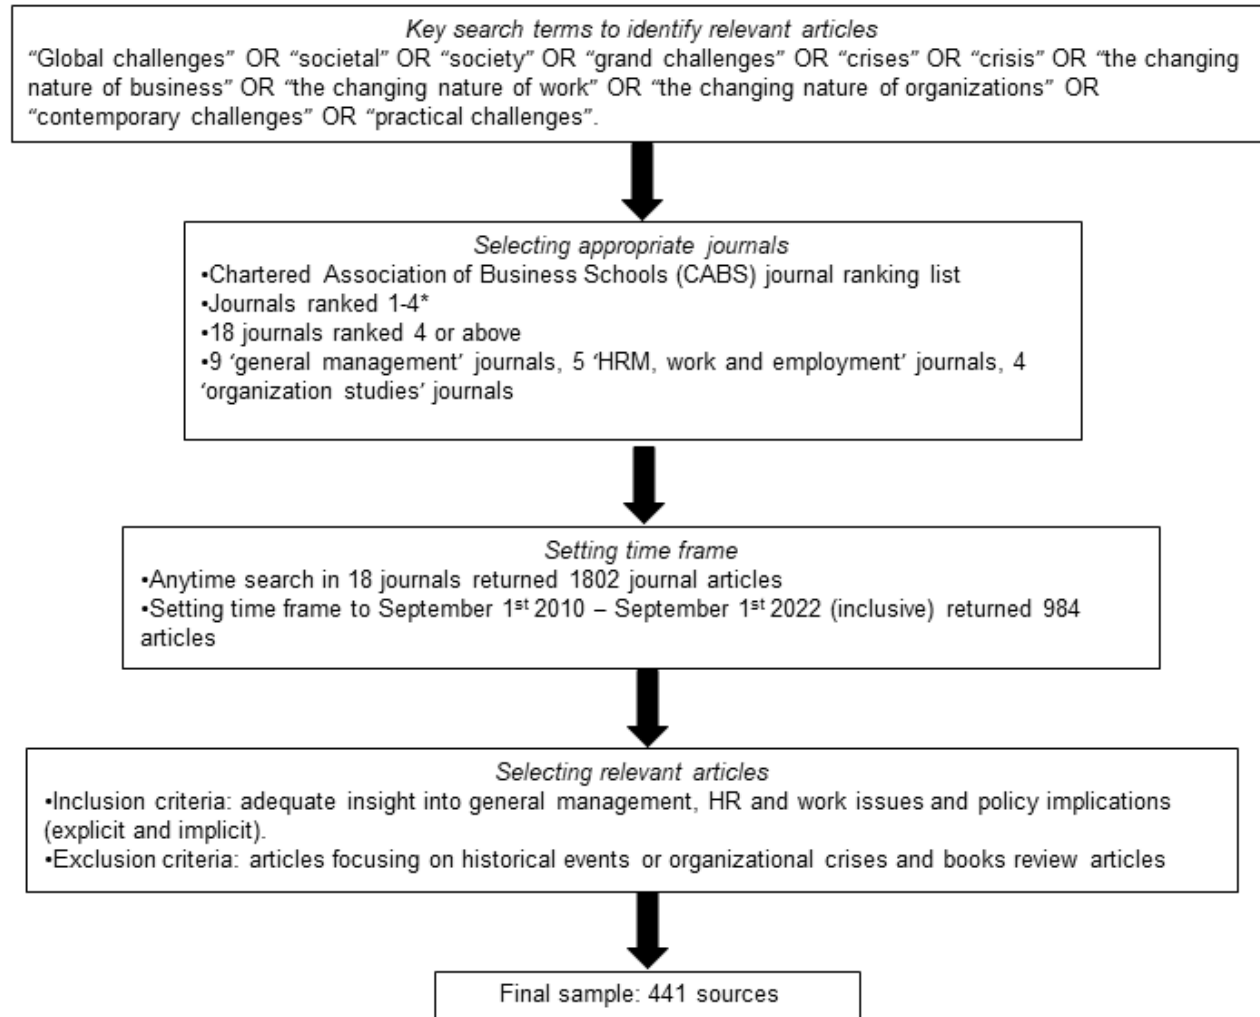 Key search terms to identify relevant articles
“Global challenges” OR “societal” OR “society” OR “grand challenges” OR “crises” OR “crisis” OR “the changing
nature of business” OR “the changing nature of work” OR “the changing nature of organizations” OR
“contemporary challenges” OR “practical challenges”.
Selecting appropriate journals
•Chartered Association of Business Schools (CABS) journal ranking list
•Journals ranked 1-4*
•18 journals ranked 4 or above
•9 ‘general management’ journals, 5 ‘HRM, work and employment’ journals, 4
‘organization studies’ journals
Setting time frame
•Anytime search in 18 journals returned 1802 journal articles
•Setting time frame to September 1st 2010 – September 1st 2022 (inclusive) returned 984
articles
Selecting relevant articles
•Inclusion criteria: adequate insight into general management, HR and work issues and policy implications
(explicit and implicit).
•Exclusion criteria: articles focusing on historical events or organizational crises and books review articles
Final sample: 441 sources